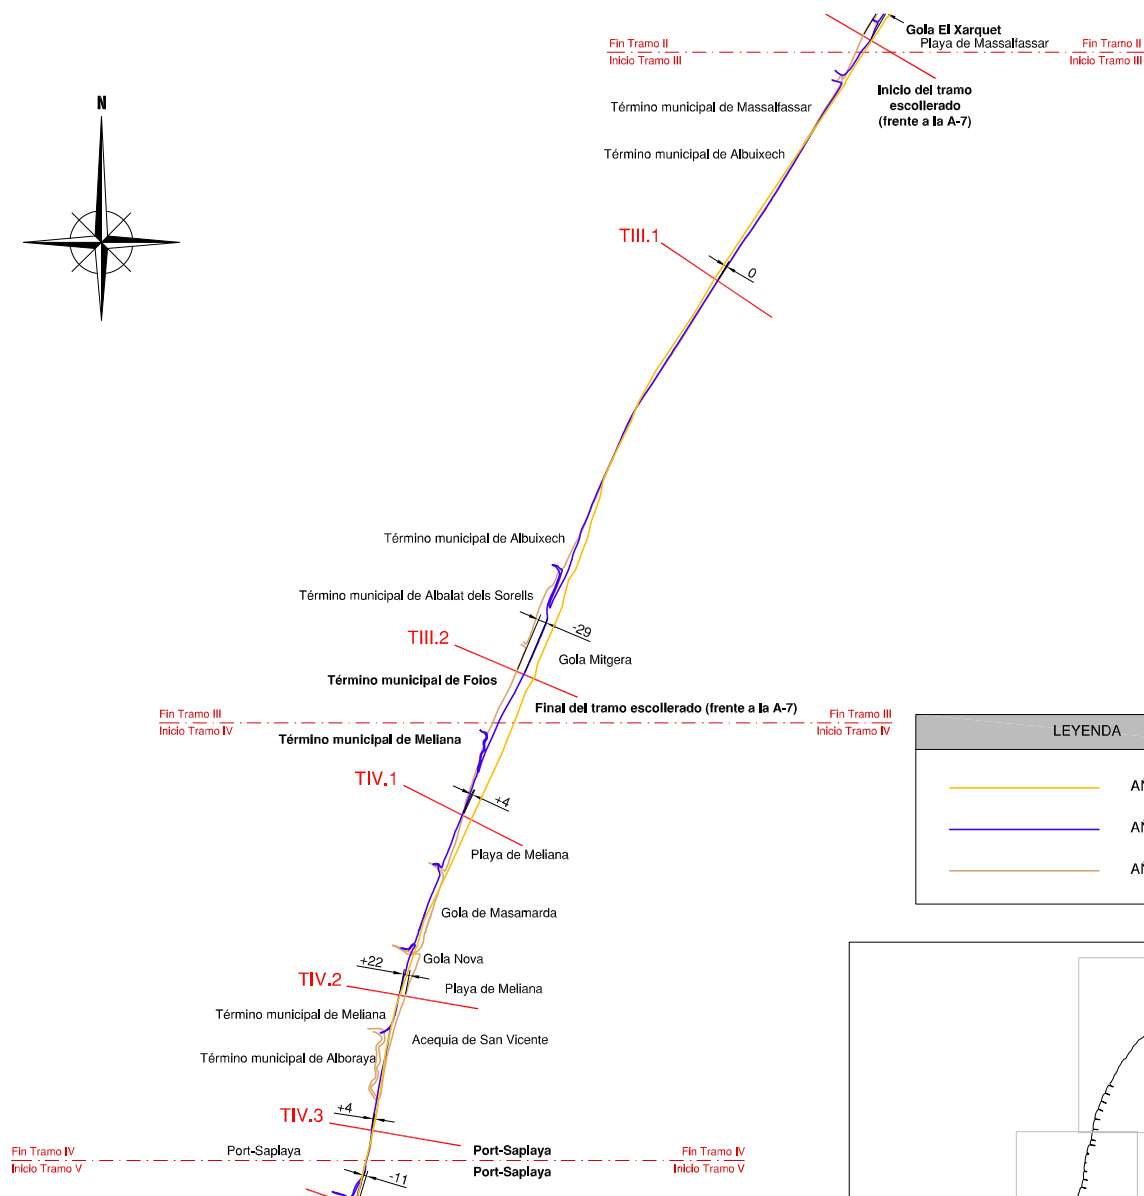 Gola El Xarquet
Fin Tramo II
Playa de Massalfassar
Fin Tramo II
Inicio Tramo III
Inicio Tramo III
Inicio del tramo
escollerado
(frente a la A-7)
N
Término municipal de Massalfassar
Término municipal de Albuixech
TIII.1
0
Término municipal de Albuixech
Término municipal de Albalat dels Sorells
-29
TIII.2
Gola Mitgera
Término municipal de Foios
Final del tramo escollerado (frente a la A-7)
Fin Tramo III
Fin Tramo III
Inicio Tramo IV
Inicio Tramo IV
Término municipal de Meliana
LEYENDA
TIV.1
+4
Playa de Meliana
Gola de Masamarda
Gola Nova
+22
TIV.2
Playa de Meliana
Término municipal de Meliana
Acequia de San Vicente
Término municipal de Alboraya
+4
TIV.3
Port-Saplaya
Port-Saplaya
Fin Tramo IV
Fin Tramo IV
Inicio Tramo V
Port-Saplaya
Inicio Tramo V
-11